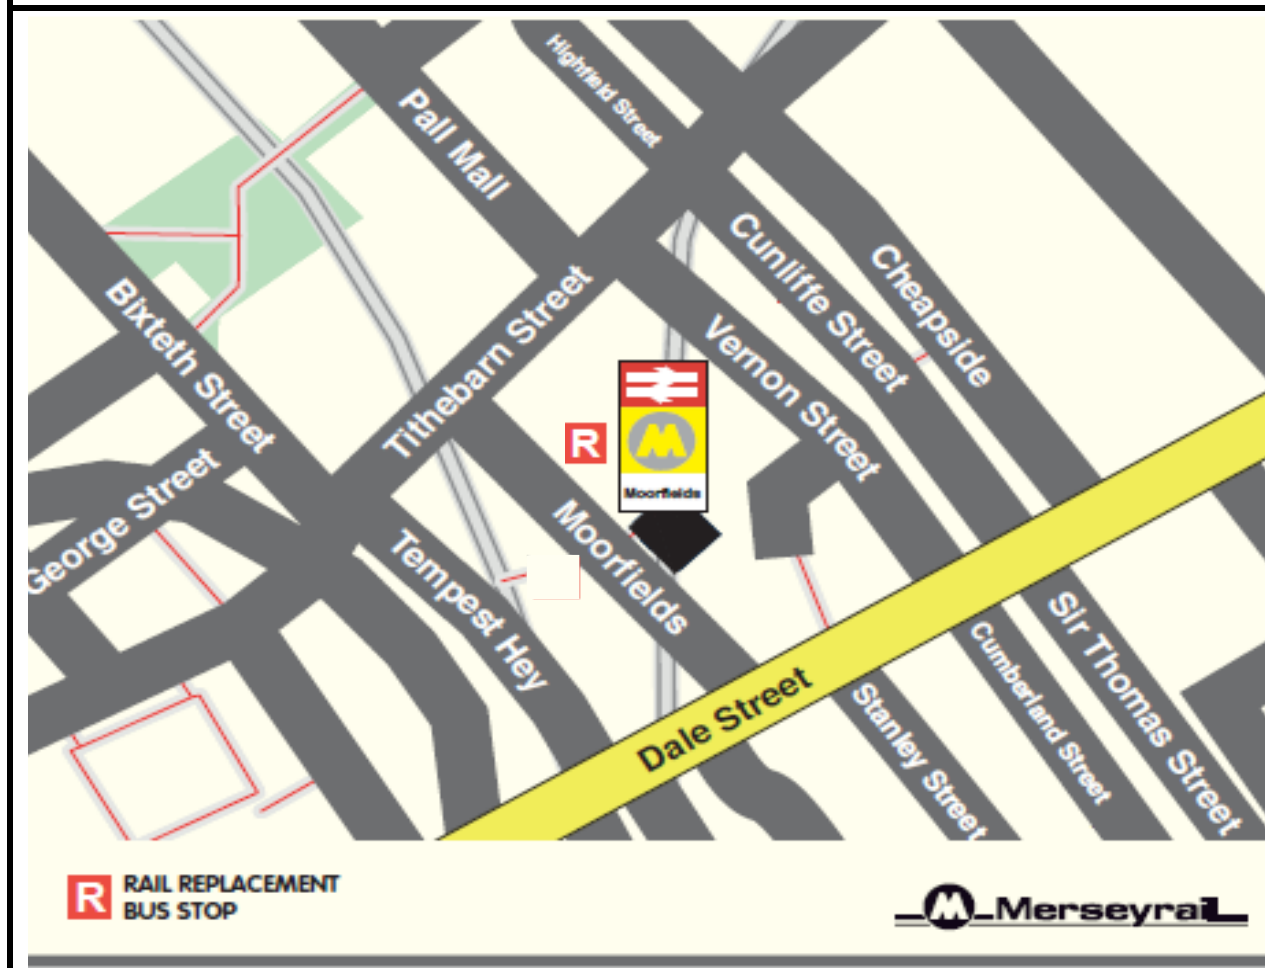 Highfield Street
Pall Mall
Cunliffe Street
Cheapside
Bixteth Street
Tithebarn Street
Vernon Street
R
M
Moorfields
George Street
Moorfields
Tempest Hey
Sir Thomas Street
Cumberland Street
Dale Street
Stanley Street
R RAIL REPLACEMENT
BUS STOP
M Merseyrail